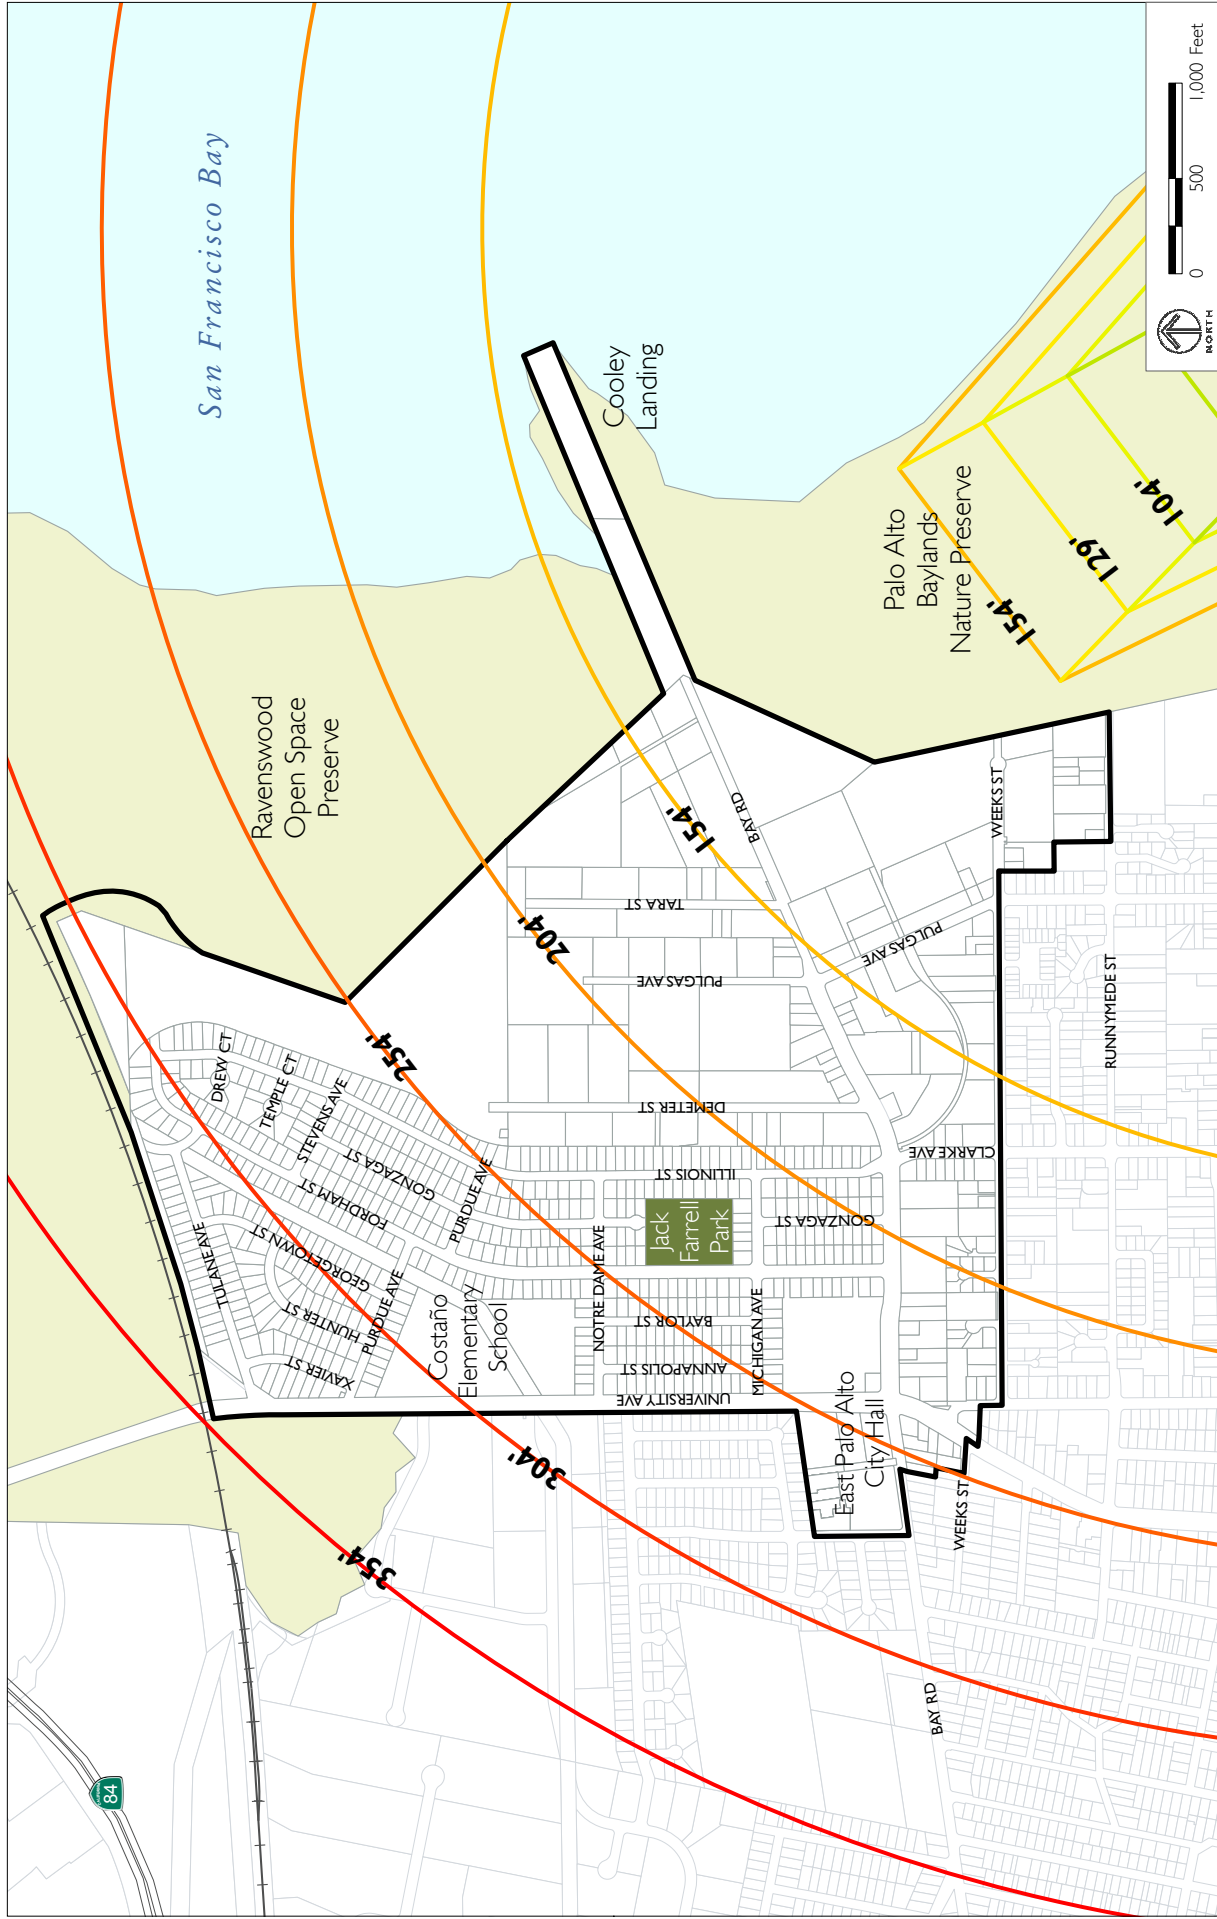 San Francisco Bay
Ravenswood
Open Space
Preserve
Cooley
Landing
Palo Alto
Baylands
Nature Preserve
154'
129'
104'
354'
304'
254'
204'
154'
DREW CT
TEMPLE CT
STEVENS AVE
GONZAGA ST
FORDHAM ST
PURDUE AVE
TULANE AVE
GEORGETOWN ST
HUNTER ST
PURDUE AVE
XAVIER ST
Costaño
Elementary
School
NOTRE DAME AVE
Jack
Farrell
Park
BAYLOR ST
ANNAPOLIS ST
UNIVERSITY AVE
MICHIGAN AVE
ILLINOIS ST
GONZAGA ST
DEMETER ST
PULGAS AVE
TARA ST
BAY RD
PULGAS AVE
CLARKE AVE
WEEKS ST
RUNNYMEDE ST
East Palo Alto
City Hall
WEEKS ST
BAY RD
84
NORTH
0
500
1,000 Feet